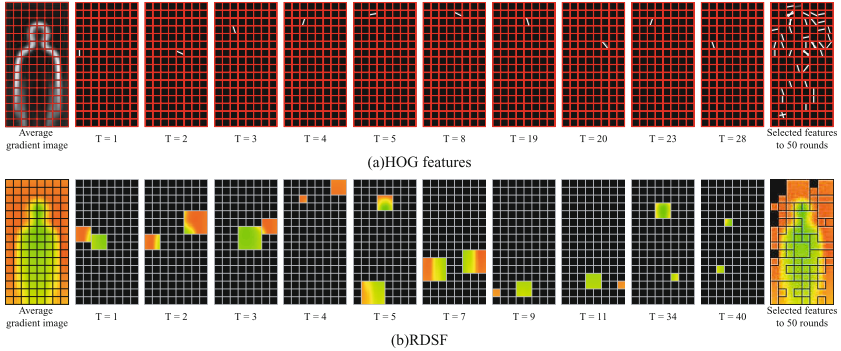 Average
gradient image
T = 1
T = 2
T = 3
T = 4
T = 5
T = 8
T = 19
T = 20
T = 23
T = 28
Selected features
to 50 rounds
(a)HOG features
Average
gradient image
T = 1
T = 2
T = 3
T = 4
T = 5
T = 7
T = 9
T = 11
T = 34
T = 40
Selected features
to 50 rounds
(b)RDSF